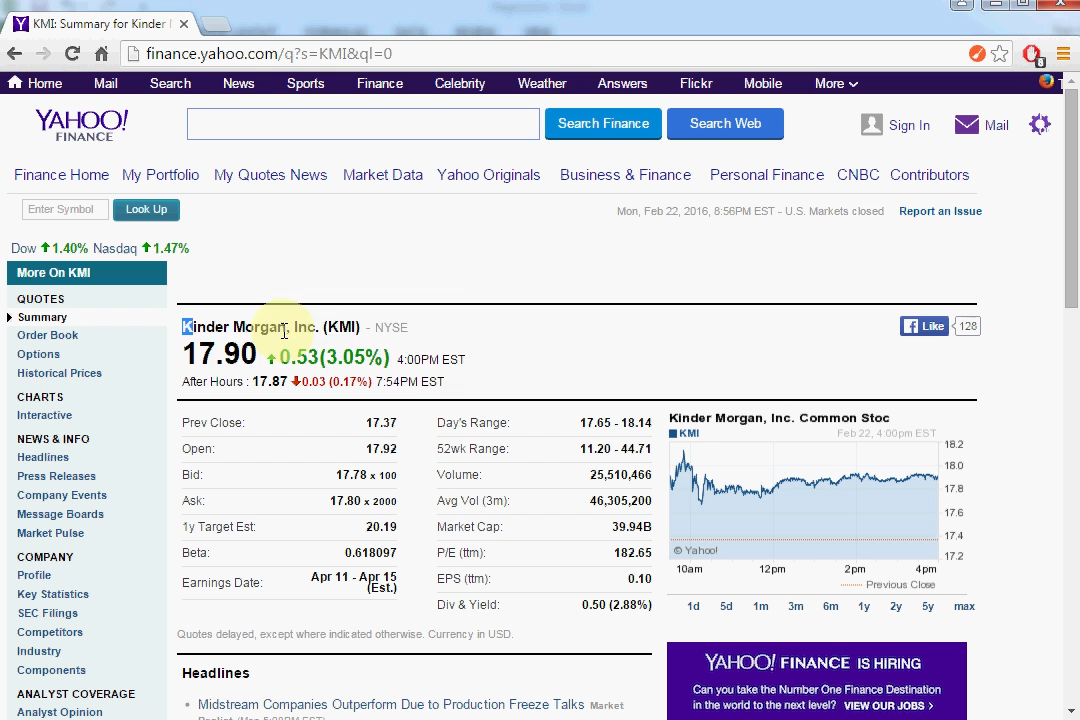 KMI: Summary for Kinder
finance.yahoo.com/q?s=KMI&ql=0
8
Home Mail Search News Sports Finance Celebrity Weather Answers Flickr Mobile More
YAHOO!
FINANCE
Search Finance Search Web Sign In Mail
Finance Home My Portfolio My Quotes News Market Data Yahoo Originals Business & Finance Personal Finance CNBC Contributors
Enter Symbol Look Up Mon, Feb 22, 2016, 8:56PM EST - U.S. Markets closed Report an Issue
Dow 1.40% Nasdaq 1.47%
More On KMI
QUOTES
Summary
Order Book
Options
Historical Prices
CHARTS
Interactive
NEWS & INFO
Headlines
Press Releases
Company Events
Message Boards
Market Pulse
COMPANY
Profile
Key Statistics
SEC Filings
Competitors
Industry
Components
ANALYST COVERAGE
Analyst Opinion
Kinder Morgan, Inc. (KMI) - NYSE
Like 128
17.90 0.53(3.05%) 4:00PM EST
After Hours : 17.87 0.03 (0.17%) 7:54PM EST
Prev Close: 17.37
Open: 17.92
Bid: 17.78 x 100
Ask: 17.80 x 2000
1y Target Est: 20.19
Beta: 0.618097
Earnings Date: Apr 11 - Apr 15
(Est.)
Day's Range: 17.65 - 18.14
52wk Range: 11.20 - 44.71
Volume: 25,510,466
Avg Vol (3m): 46,305,200
Market Cap: 39.94B
P/E (ttm): 182.65
EPS (ttm): 0.10
Div & Yield: 0.50 (2.88%)
Kinder Morgan, Inc. Common Stoc
KMI Feb 22, 4:00pm EST
18.2
18.0
17.8
17.6
17.4
17.2
© Yahoo!
10am 12pm 2pm 4pm
Previous Close
1d 5d 1m 3m 6m 1y 2y 5y max
Quotes delayed, except where indicated otherwise. Currency in USD.
Headlines
• Midstream Companies Outperform Due to Production Freeze Talks Market
YAHOO! FINANCE IS HIRING
Can you take the Number One Finance Destination
in the world to the next level? VIEW OUR JOBS >